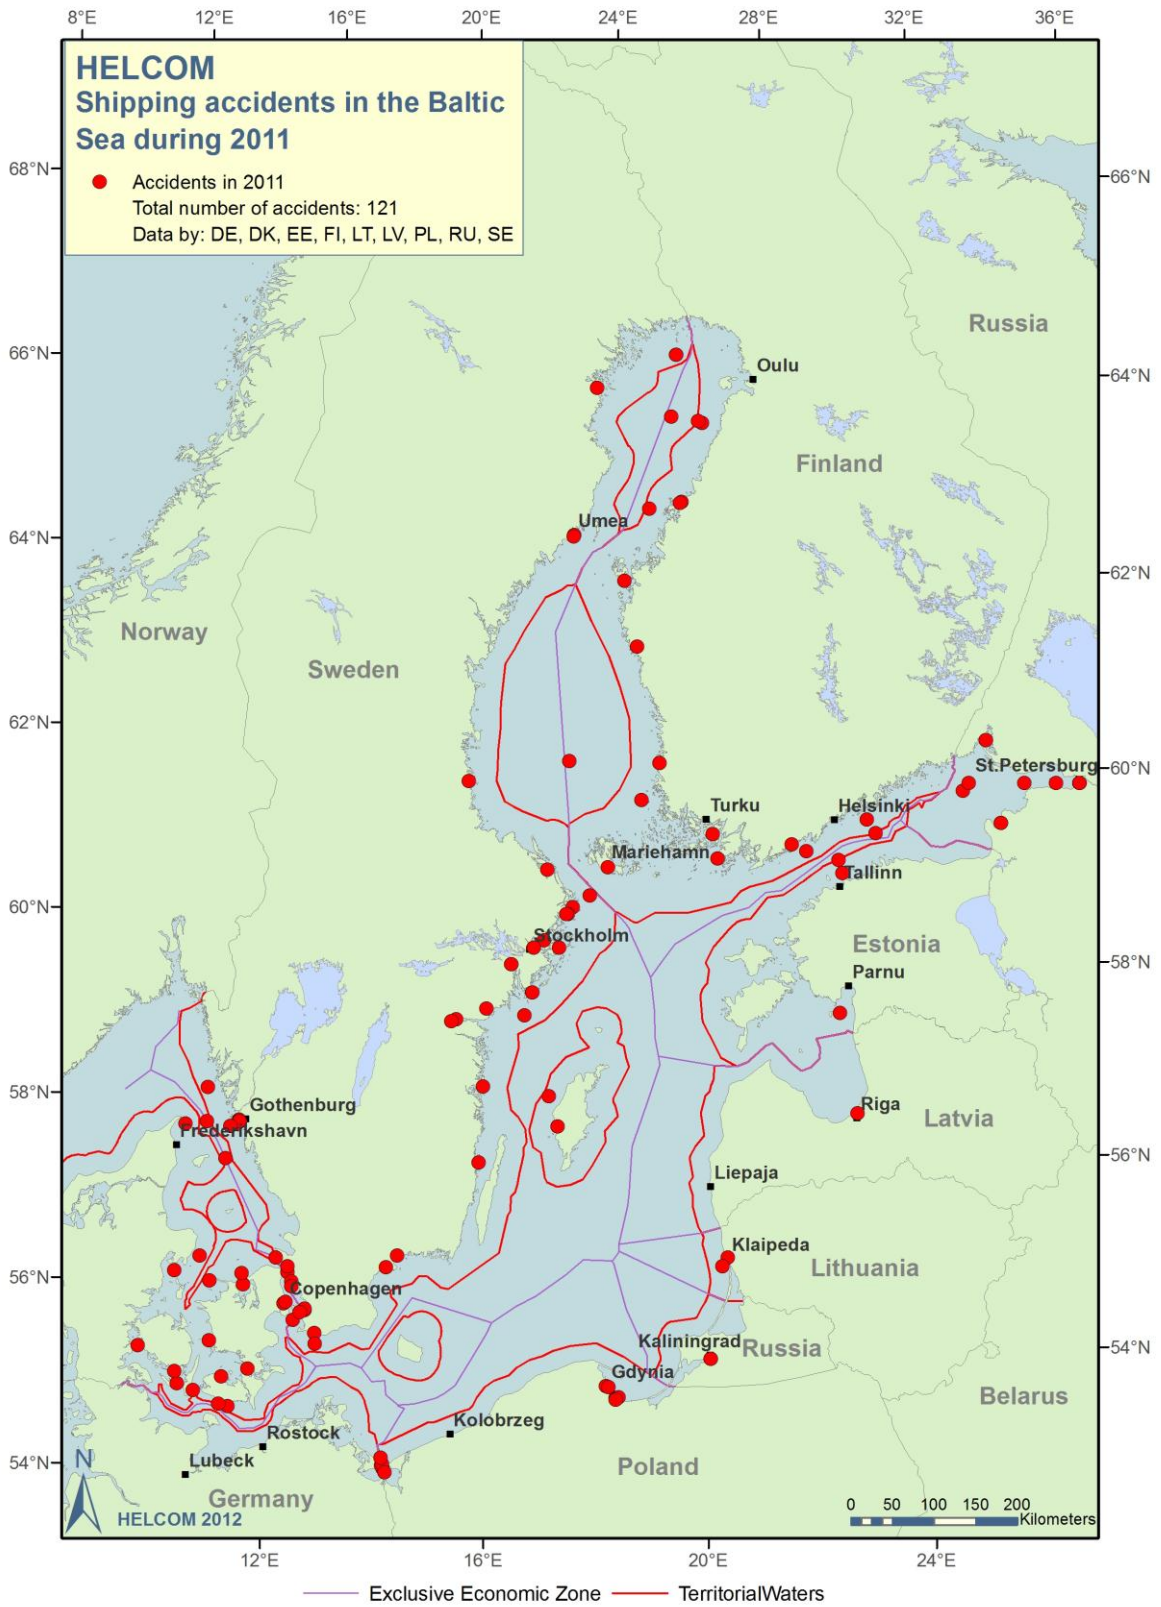 8°E 12°E 16°E 20°E 24°E 28°E 32°E 36°E
HELCOM
Shipping accidents in the Baltic
Sea during 2011
Accidents in 2011
Total number of accidents: 121
Data by: DE, DK, EE, FI, LT, LV, PL, RU, SE
68°N
66°N
Russia
66°N
Oulu
64°N
Finland
Umea
64°N
62°N
Norway
Sweden
62°N
St.Petersburg
60°N
Turku
Helsinki
Mariehamn
Tallinn
60°N
Stockholm
Estonia
58°N
Parnu
58°N
Gothenburg
Riga
Latvia
Frederikshavn
56°N
Liepaja
Klaipeda
Lithuania
56°N
Copenhagen
Kaliningrad
Russia
54°N
Gdynia
Belarus
Kolobrzeg
Rostock
54°N
N
Lubeck
Poland
Germany
0 50 100 150 200
Kilometers
HELCOM 2012
12°E 16°E 20°E 24°E
Exclusive Economic Zone TerritorialWaters